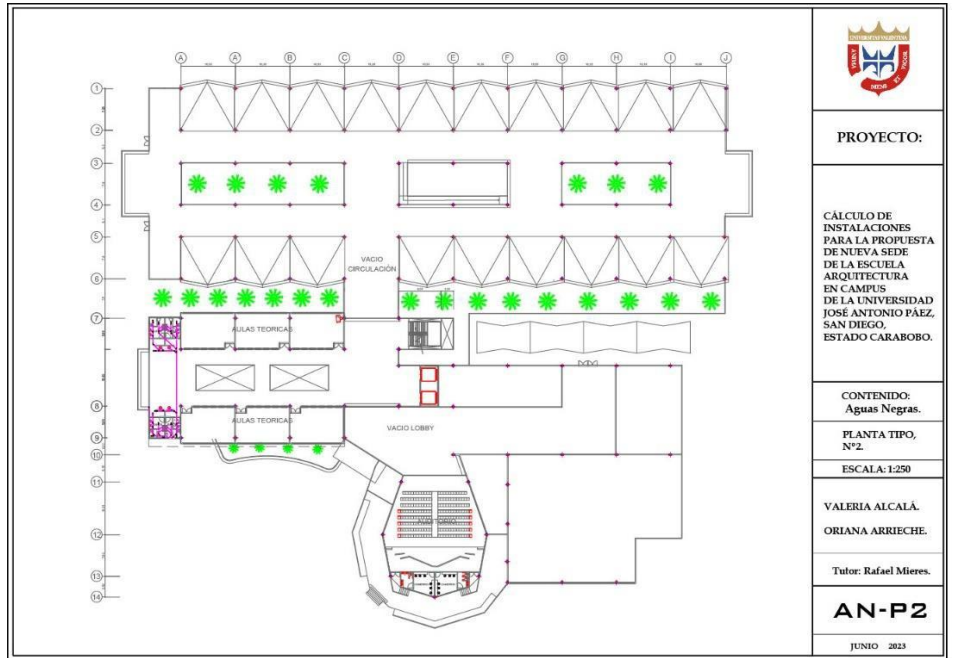 A
A'
B
C
D
E
F
G
H
I
J
1
2
3
4
5
6
7
8
9
10
11
12
13
14
VACIO
CIRCULACIÓN
AULAS TEORICAS
AULAS TEORICAS
VACIO LOBBY
AUDITORIO
PROYECTO:
CÁLCULO DE
INSTALACIONES
PARA LA PROPUESTA
DE NUEVA SEDE
DE LA ESCUELA
ARQUITECTURA
EN CAMPUS
DE LA UNIVERSIDAD
JOSÉ ANTONIO PÁEZ,
SAN DIEGO,
ESTADO CARABOBO.
CONTENIDO:
Aguas Negras.
PLANTA TIPO,
N°2.
ESCALA: 1:250
VALERIA ALCALÁ.
ORIANA ARRIECHE.
Tutor: Rafael Mieres.
AN-P2
JUNIO 2023